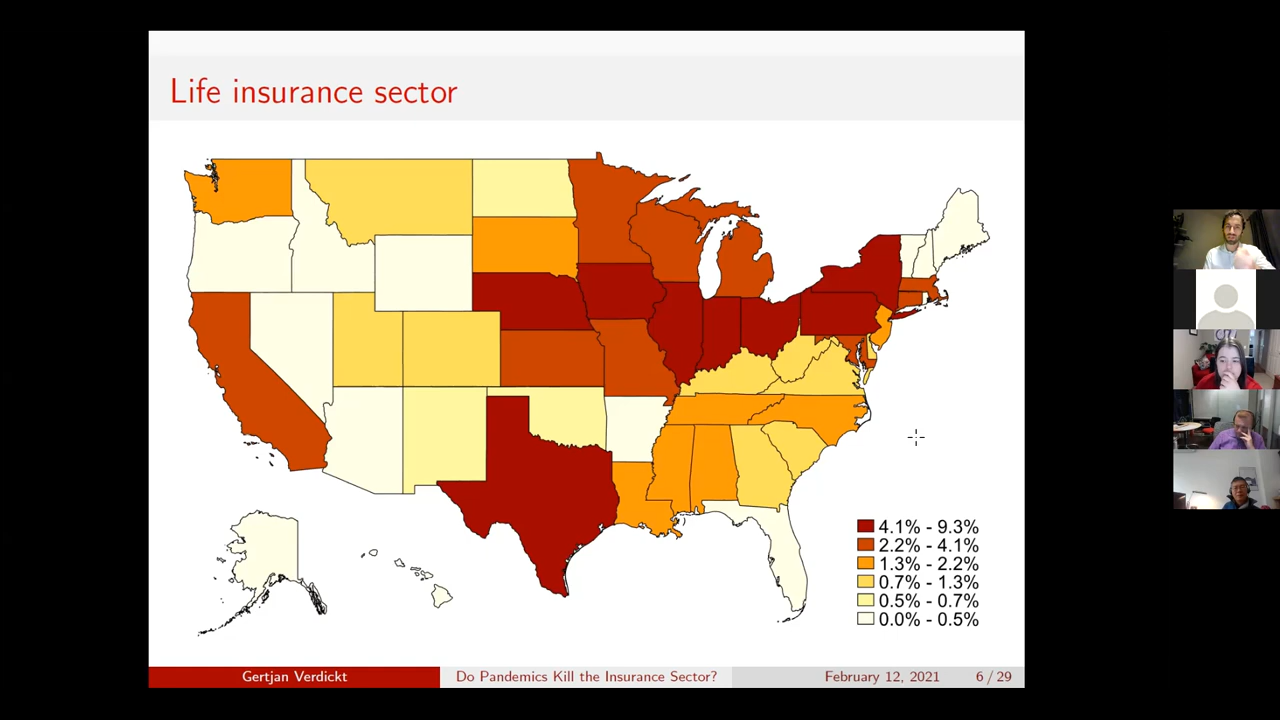 Life insurance sector
4.1% - 9.3%
2.2% - 4.1%
1.3% - 2.2%
0.7% - 1.3%
0.5% - 0.7%
0.0% - 0.5%
Gertjan Verdickt Do Pandemics Kill the Insurance Sector? February 12, 2021 6 / 29